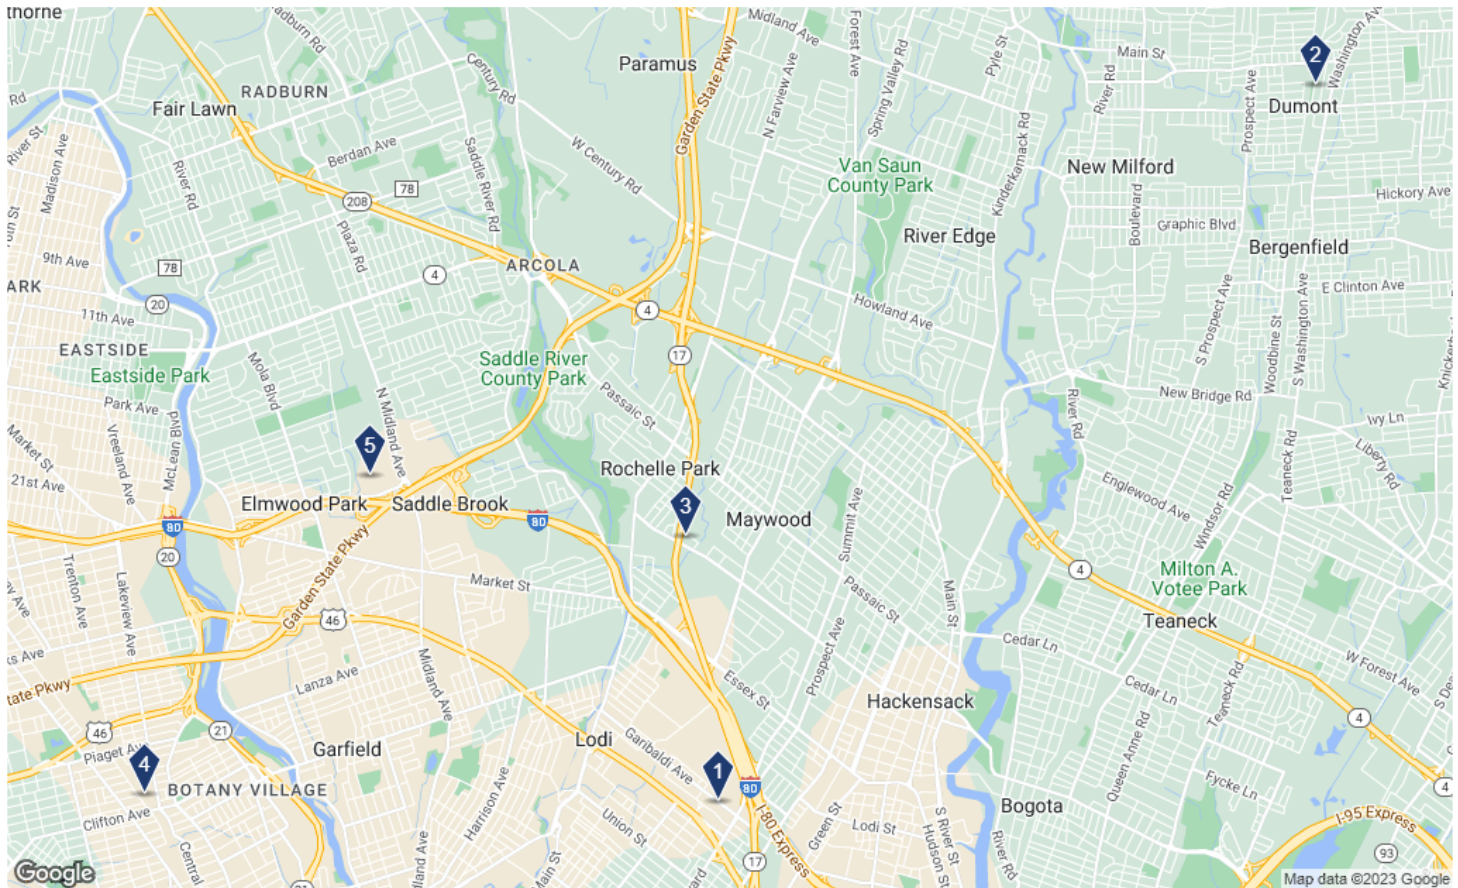 thorne
Radburn Rd
RADBURN
Fair Lawn
Rd
River St
Madison Ave
River Rd
Berdan Ave
78
208
Saddle River Rd
Century Rd
W Century Rd
Paramus
Garden State Pkwy
Midland Ave
Forest Ave
N Farview Ave
Spring Valley Rd
Pyle St
Main St
River Rd
2
Washington Ave
Prospect Ave
Dumont
New Milford
Van Saun
County Park
Kinderkamack Rd
Hickory Ave
Boulevard
Graphic Blvd
River Edge
Bergenfield
9th Ave
78
Plaza Rd
4
ARCOLA
ARK
20
11th Ave
4
Howland Ave
E Clinton Ave
S Prospect Ave
Woodbine St
S Washington Ave
EASTSIDE
Eastside Park
Mola Blvd
Saddle River
County Park
17
Park Ave
McLean Blvd
N Midland Ave
Passaic St
River Rd
New Bridge Rd
Ivy Ln
Market St
Vreeland Ave
21st Ave
5
Teaneck Rd
Liberty Rd
Rochelle Park
Elmwood Park
Saddle Brook
3
Maywood
Summit Ave
Englewood Ave
Windsor Rd
80
80
20
Trenton Ave
Lakeview Ave
Garden State Pkwy
Market St
Passaic St
Main St
4
Milton A.
Votee Park
Teaneck
46
Cedar Ln
W Forest Ave
Prospect Ave
Lanza Ave
Midland Ave
Essex St
Cedar Ln
Teaneck Rd
Hackensack
46
21
Piaget Ave
4
Garfield
Lodi
Garibaldi Ave
1
80
Queen Anne Rd
4
Fycke Ln
4
BOTANY VILLAGE
Clifton Ave
Harrison Ave
Union St
I-80 Express
Green St
Lodi St
Bogota
I-95 Express
Central
Main St
17
S River St
Hudson St
River Rd
93
Google
Map data ©2023 Google